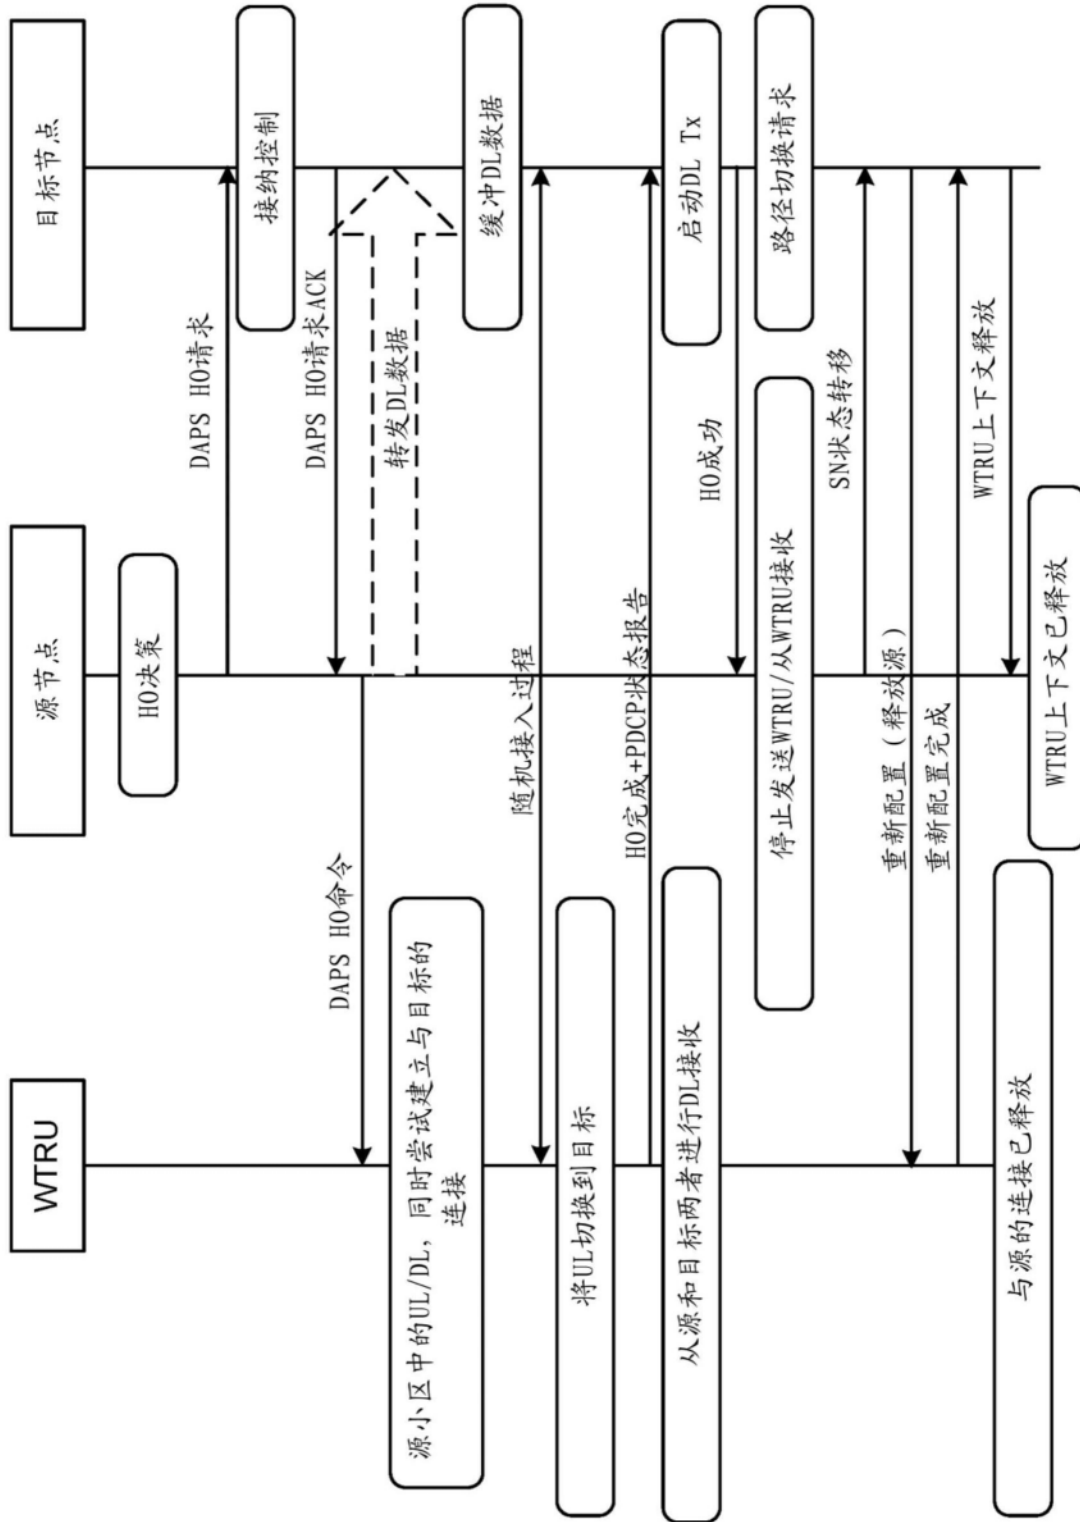 WTRU
源节点
目标节点
HO决策
DAPS HO请求
接纳控制
DAPS HO请求ACK
DAPS HO命令
转发DL数据
源小区中的UL/DL, 同时尝试建立与目标的
连接
缓冲DL数据
随机接入过程
将UL切换到目标
HO完成+PDCP状态报告
从源和目标两者进行DL接收
启动DL Tx
HO成功
停止发送WTRU/从WTRU接收
路径切换请求
SN状态转移
重新配置（释放源）
重新配置完成
WTRU上下文释放
与源的连接已释放
WTRU上下文已释放